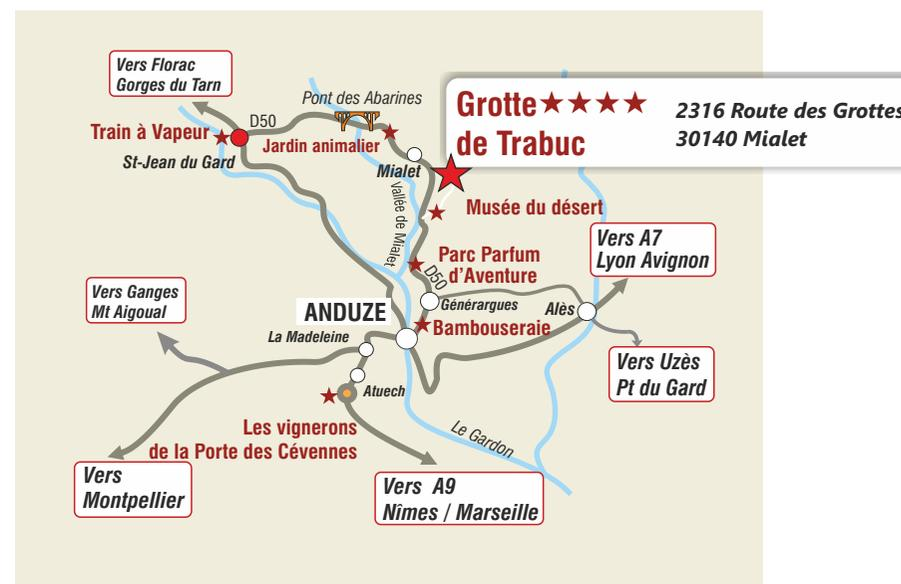 Vers Florac
Gorges du Tarn
Pont des Abarines
D50
Train à Vapeur
St-Jean du Gard
Jardin animalier
Mialet
Grotte
de Trabuc
2316 Route des Grottes
30140 Mialet
Vallée de Mialet
Musée du désert
Vers A7
Lyon Avignon
Parc Parfum
d'Aventure
D50
Générargues
Alès
Vers Ganges
Mt Aigoual
ANDUZE
Bambouseraie
La Madeleine
Vers Uzès
Pt du Gard
Atuech
Les vignerons
de la Porte des Cévennes
Le Gardon
Vers
Montpellier
Vers A9
Nîmes / Marseille